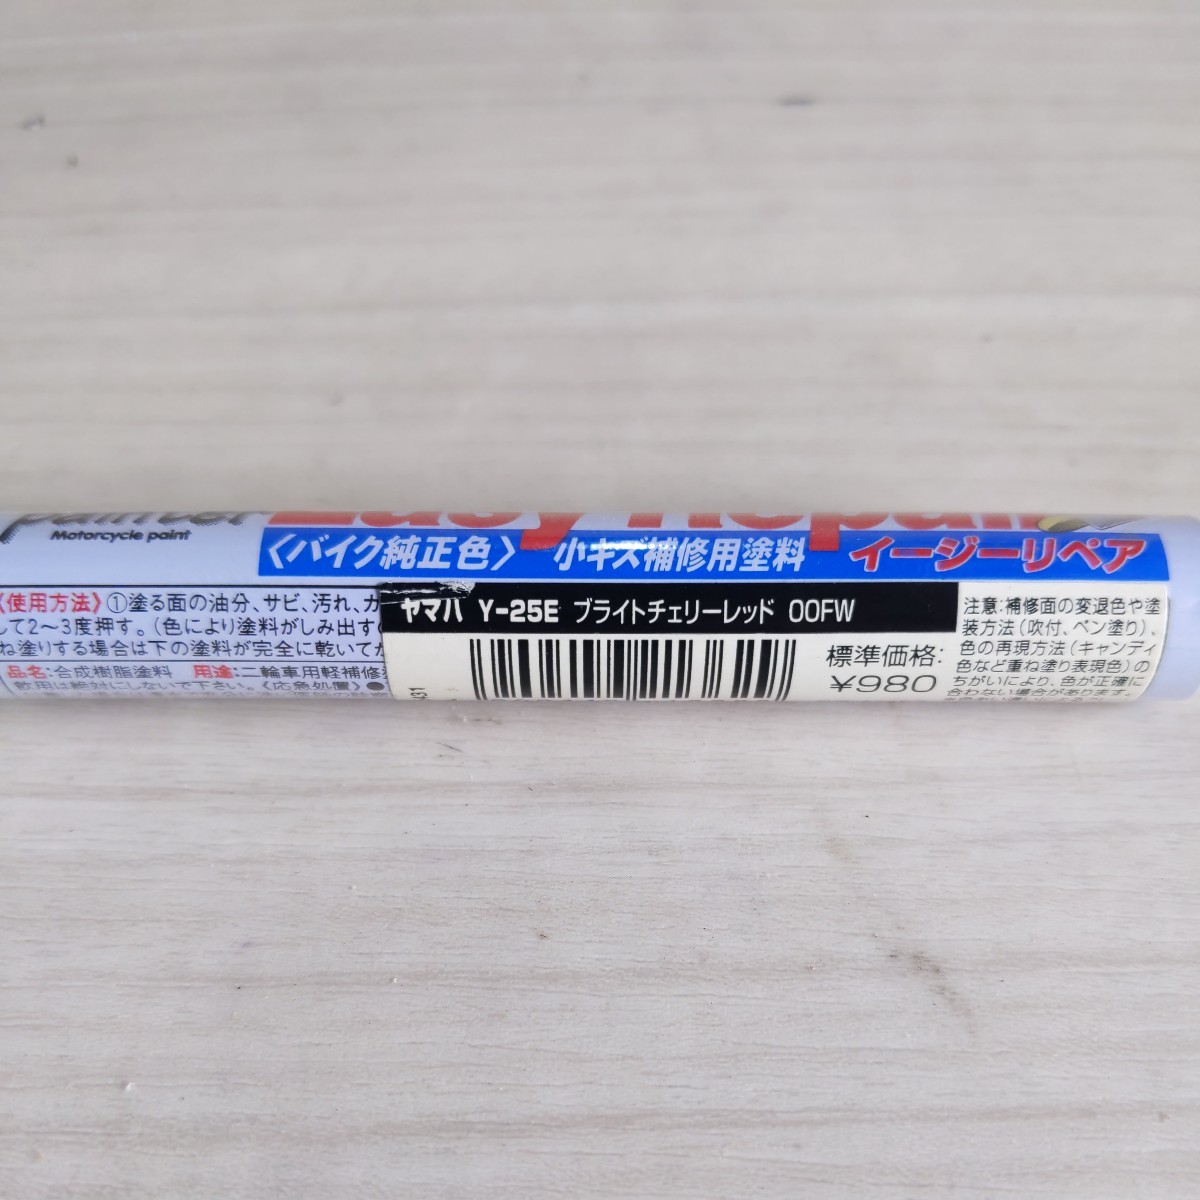 Painter Easy Repair
Motorcycle paint
〈バイク純正色〉 小キズ補修用塗料 イージーリペア
《使用方法》①塗る面の油分、サビ、汚れ、カ
して2〜3度押す。(色により塗料がしみ出すの
ね塗りする場合は下の塗料が完全に乾いてか
品名:合成樹脂塗料 用途:二輪車用軽補修
飲用は絶対にしないで下さい。《応急処置》●
ヤマハ Y-25E ブライトチェリーレッド 00FW
標準価格:
¥980
注意:補修面の変退色や塗
装方法(吹付、ペン塗り)、
色の再現方法(キャンディ
色など重ね塗り表現色)の
ちがいにより、色が正確に
合わない場合があります。